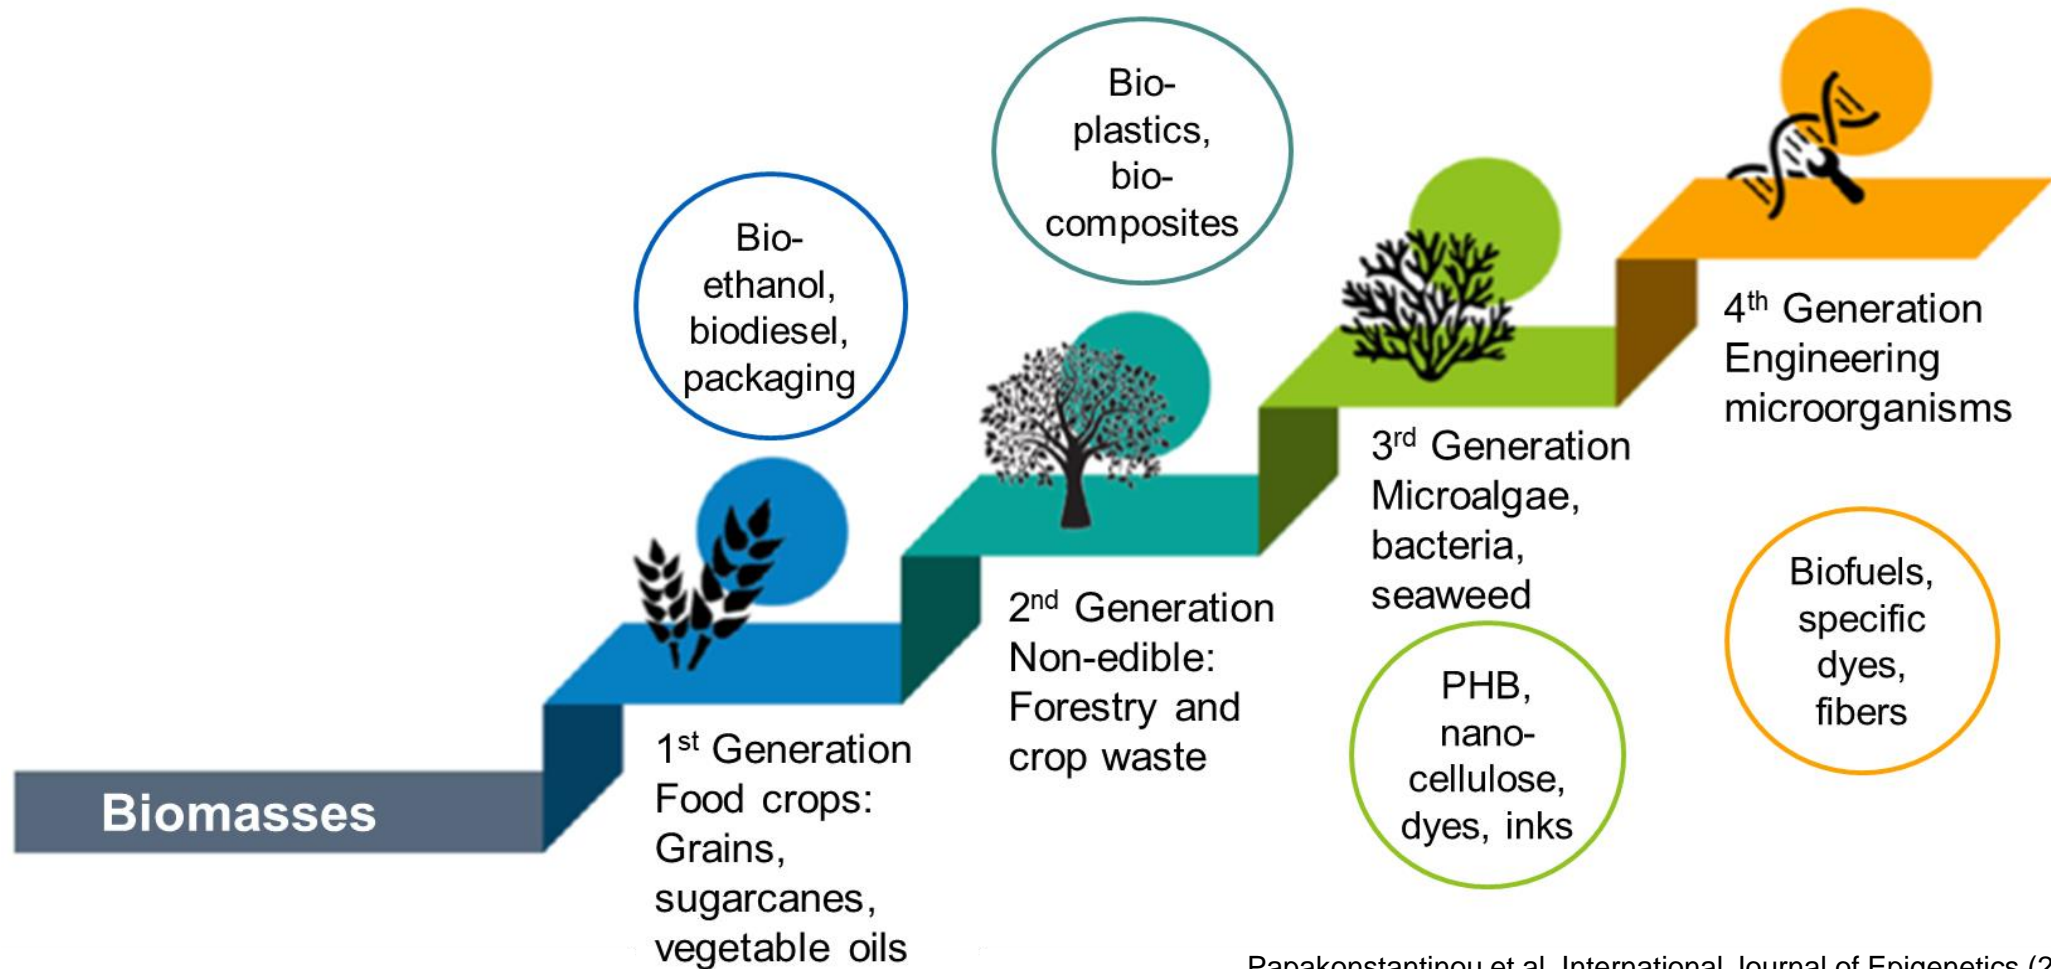 Biomasses
Bio-
ethanol,
biodiesel,
packaging
1st Generation
Food crops:
Grains,
sugarcanes,
vegetable oils
Bio-
plastics,
bio-
composites
2nd Generation
Non-edible:
Forestry and
crop waste
3rd Generation
Microalgae,
bacteria,
seaweed
PHB,
nano-
cellulose,
dyes, inks
4th Generation
Engineering
microorganisms
Biofuels,
specific
dyes,
fibers
Papakonstantinou et al, International Journal of Epigenetics (2